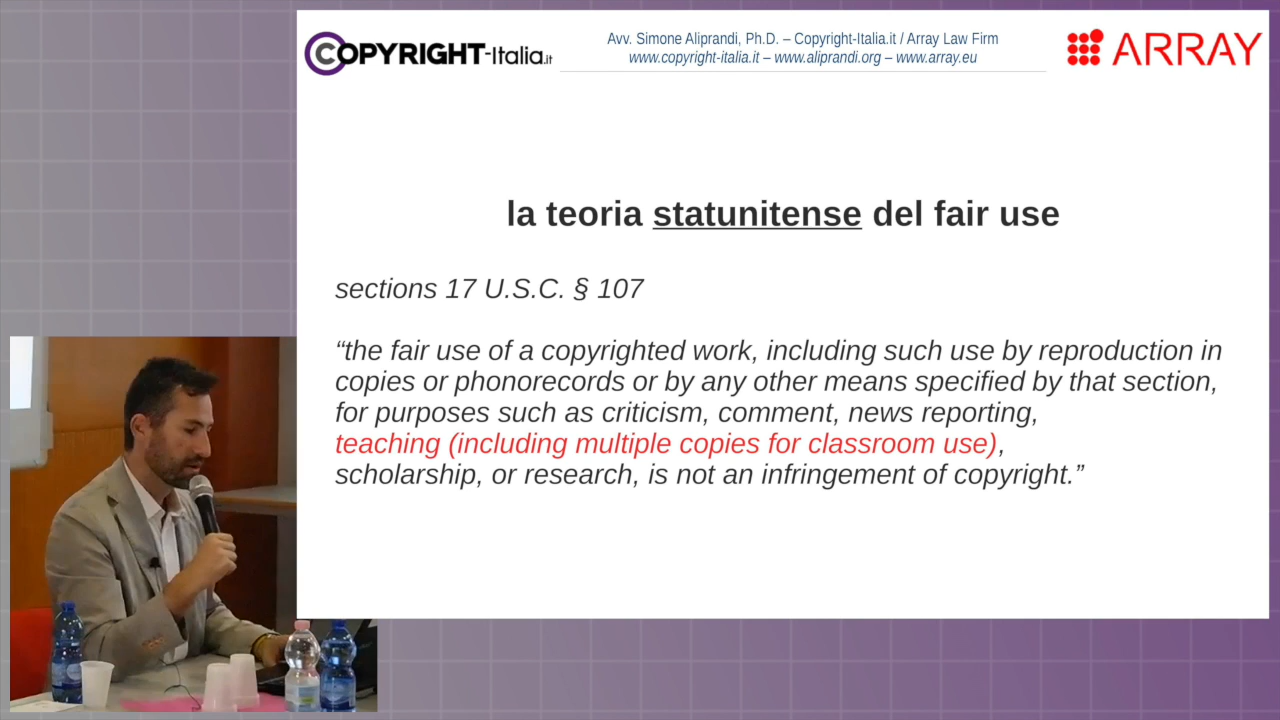 COPYRIGHT-Italia.it
Avv. Simone Aliprandi, Ph.D. – Copyright-Italia.it / Array Law Firm
www.copyright-italia.it – www.aliprandi.org – www.array.eu
ARRAY
la teoria statunitense del fair use
sections 17 U.S.C. § 107
“the fair use of a copyrighted work, including such use by reproduction in
copies or phonorecords or by any other means specified by that section,
for purposes such as criticism, comment, news reporting,
teaching (including multiple copies for classroom use),
scholarship, or research, is not an infringement of copyright.”